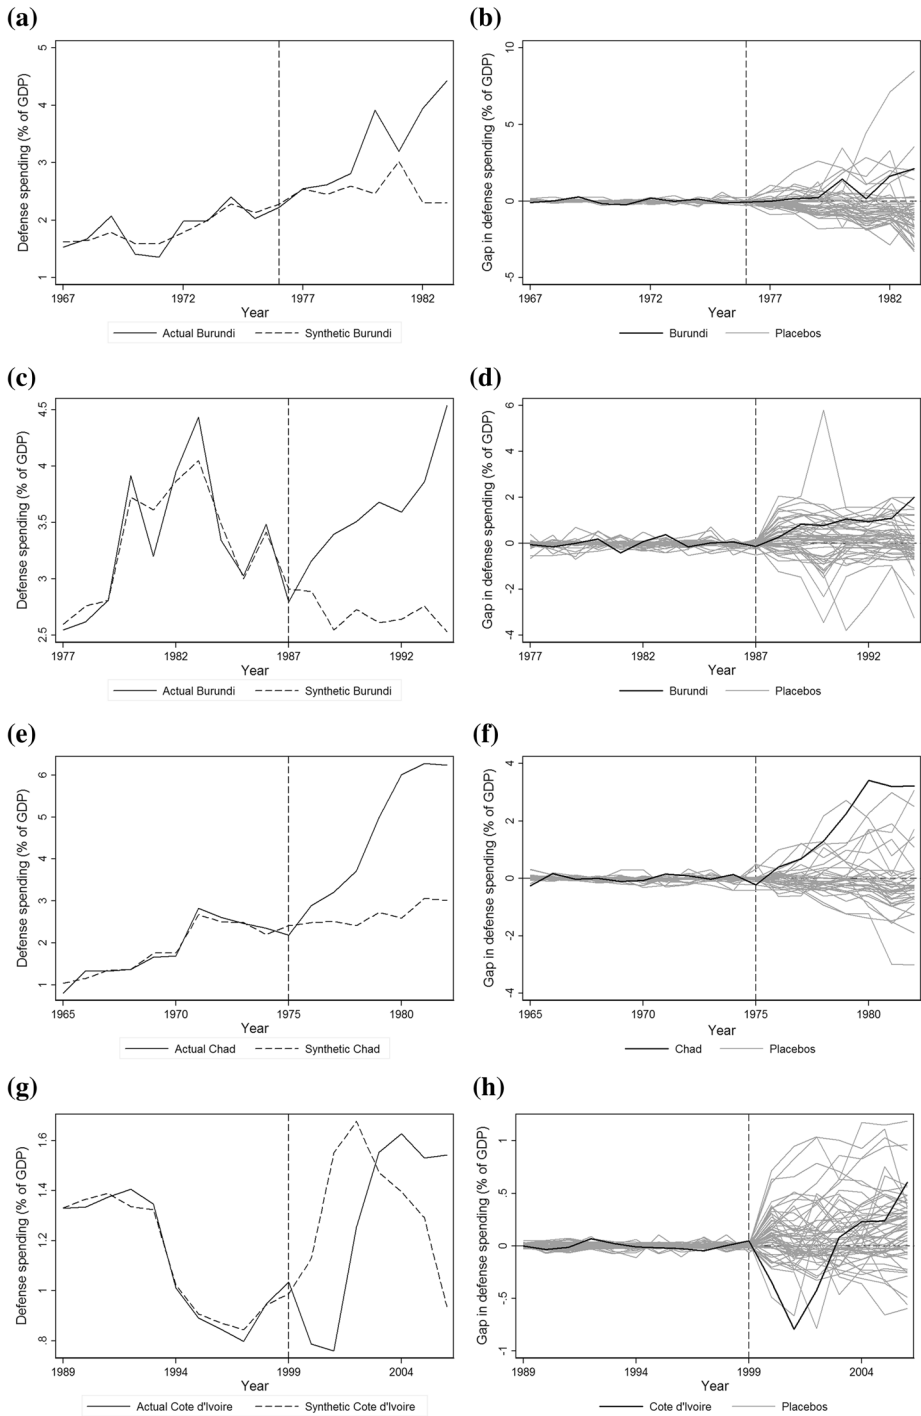 (a)
Defense spending (% of GDP)
5
4
3
2
1
1967 1972 1977 1982
Year
Actual Burundi Synthetic Burundi
(b)
Gap in defense spending (% of GDP)
10
5
0
-5
1967 1972 1977 1982
Year
Burundi Placebos
(c)
Defense spending (% of GDP)
4.5
4
3.5
3
2.5
1977 1982 1987 1992
Year
Actual Burundi Synthetic Burundi
(d)
Gap in defense spending (% of GDP)
6
4
2
0
-2
-4
1977 1982 1987 1992
Year
Burundi Placebos
(e)
Defense spending (% of GDP)
6
5
4
3
2
1
1965 1970 1975 1980
Year
Actual Chad Synthetic Chad
(f)
Gap in defense spending (% of GDP)
4
2
0
-2
-4
1965 1970 1975 1980
Year
Chad Placebos
(g)
Defense spending (% of GDP)
1.6
1.4
1.2
1
.8
1989 1994 1999 2004
Year
Actual Cote d'Ivoire Synthetic Cote d'Ivoire
(h)
Gap in defense spending (% of GDP)
1
.5
0
-.5
-1
1989 1994 1999 2004
Year
Cote d'Ivoire Placebos